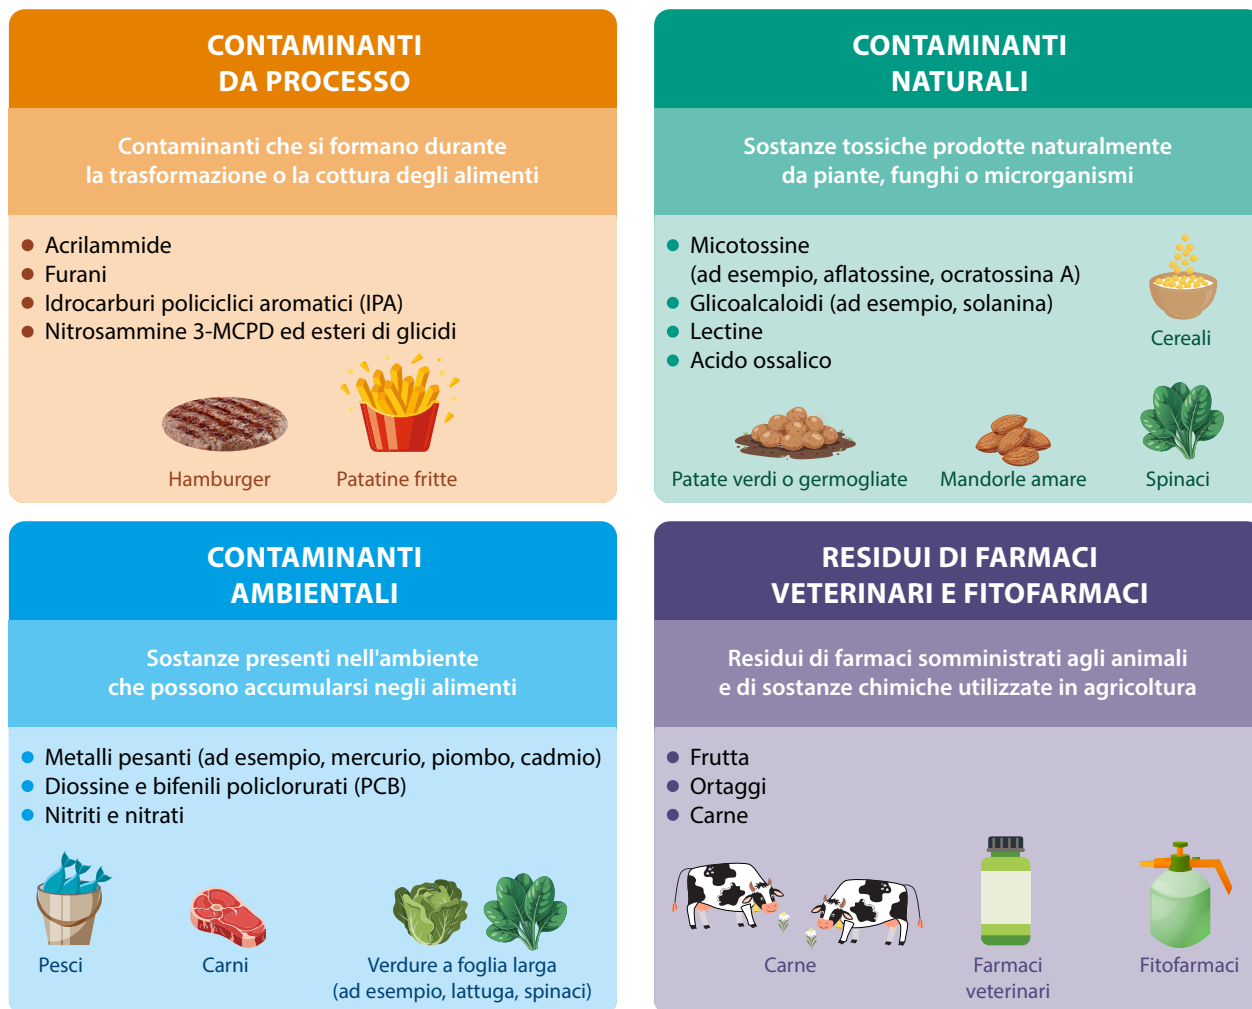 CONTAMINANTI
DA PROCESSO
Contaminanti che si formano durante
la trasformazione o la cottura degli alimenti
Acrilammide
Furani
Idrocarburi policiclici aromatici (IPA)
Nitrosammine 3-MCPD ed esteri di glicidi
Hamburger
Patatine fritte
CONTAMINANTI
NATURALI
Sostanze tossiche prodotte naturalmente
da piante, funghi o microrganismi
Micotossine
(ad esempio, aflatossine, ocratossina A)
Glicoalcaloidi (ad esempio, solanina)
Lectine
Acido ossalico
Cereali
Patate verdi o germogliate
Mandorle amare
Spinaci
CONTAMINANTI
AMBIENTALI
Sostanze presenti nell'ambiente
che possono accumularsi negli alimenti
Metalli pesanti (ad esempio, mercurio, piombo, cadmio)
Diossine e bifenili policlorurati (PCB)
Nitriti e nitrati
Pesci
Carni
Verdure a foglia larga
(ad esempio, lattuga, spinaci)
RESIDUI DI FARMACI
VETERINARI E FITOFARMACI
Residui di farmaci somministrati agli animali
e di sostanze chimiche utilizzate in agricoltura
Frutta
Ortaggi
Carne
Carne
Farmaci
veterinari
Fitofarmaci